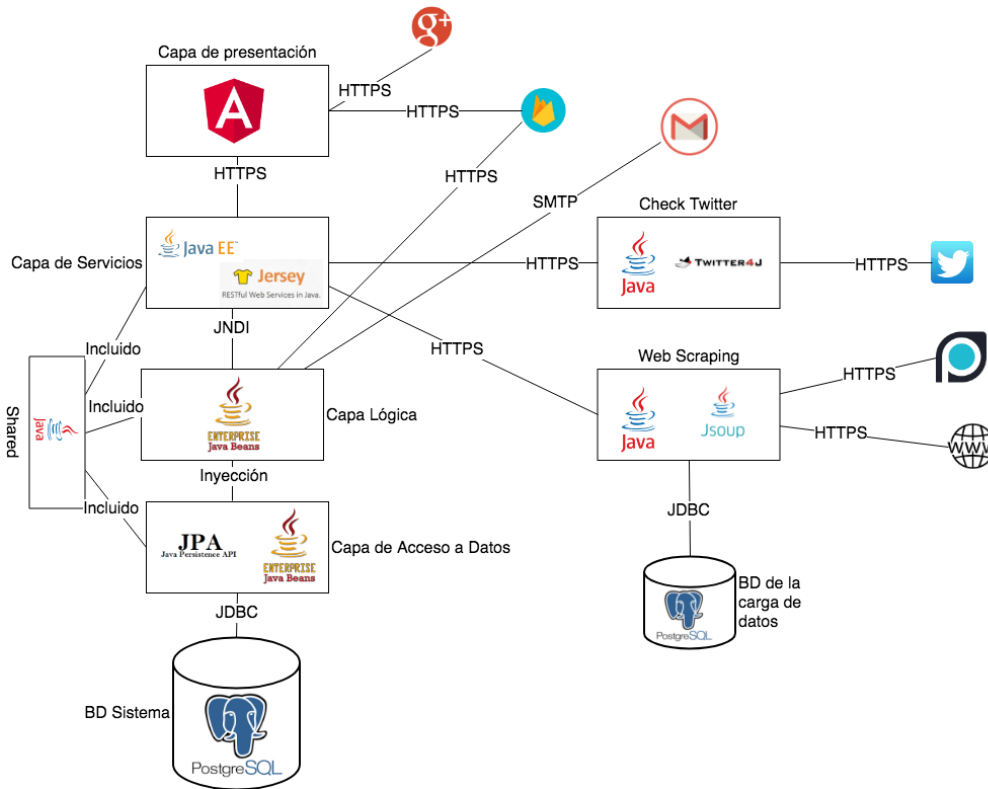 g+
Capa de presentación
HTTPS
A
HTTPS
HTTPS
HTTPS
SMTP
Check Twitter
Capa de Servicios
Java EE™
Jersey
RESTful Web Services in Java.
HTTPS
Java
TWITTER4J
HTTPS
JNDI
HTTPS
Web Scraping
Incluido
HTTPS
Shared
Java
Incluido
ENTERPRISE
Java Beans
Capa Lógica
Java
Jsoup
HTTPS
WWW
Inyección
Incluido
JPA
Java Persistence API
ENTERPRISE
Java Beans
Capa de Acceso a Datos
JDBC
JDBC
BD de la
carga de
datos
PostgreSQL
BD Sistema
PostgreSQL